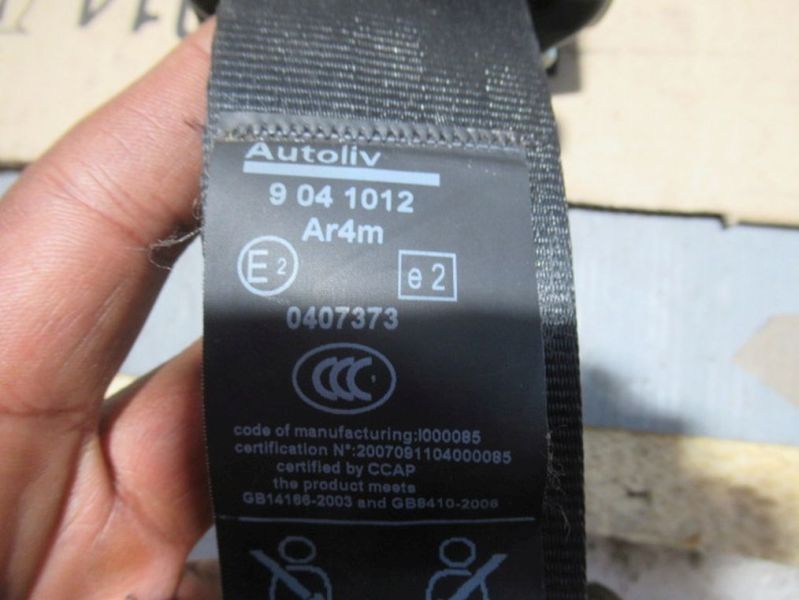 Autoliv
9 04 1012
Ar4m
E2 e2
0407373
CCC
code of manufacturing:I000085
certification N°:2007091104000085
certified by CCAP
the product meets
GB14166-2003 and GB8410-2006